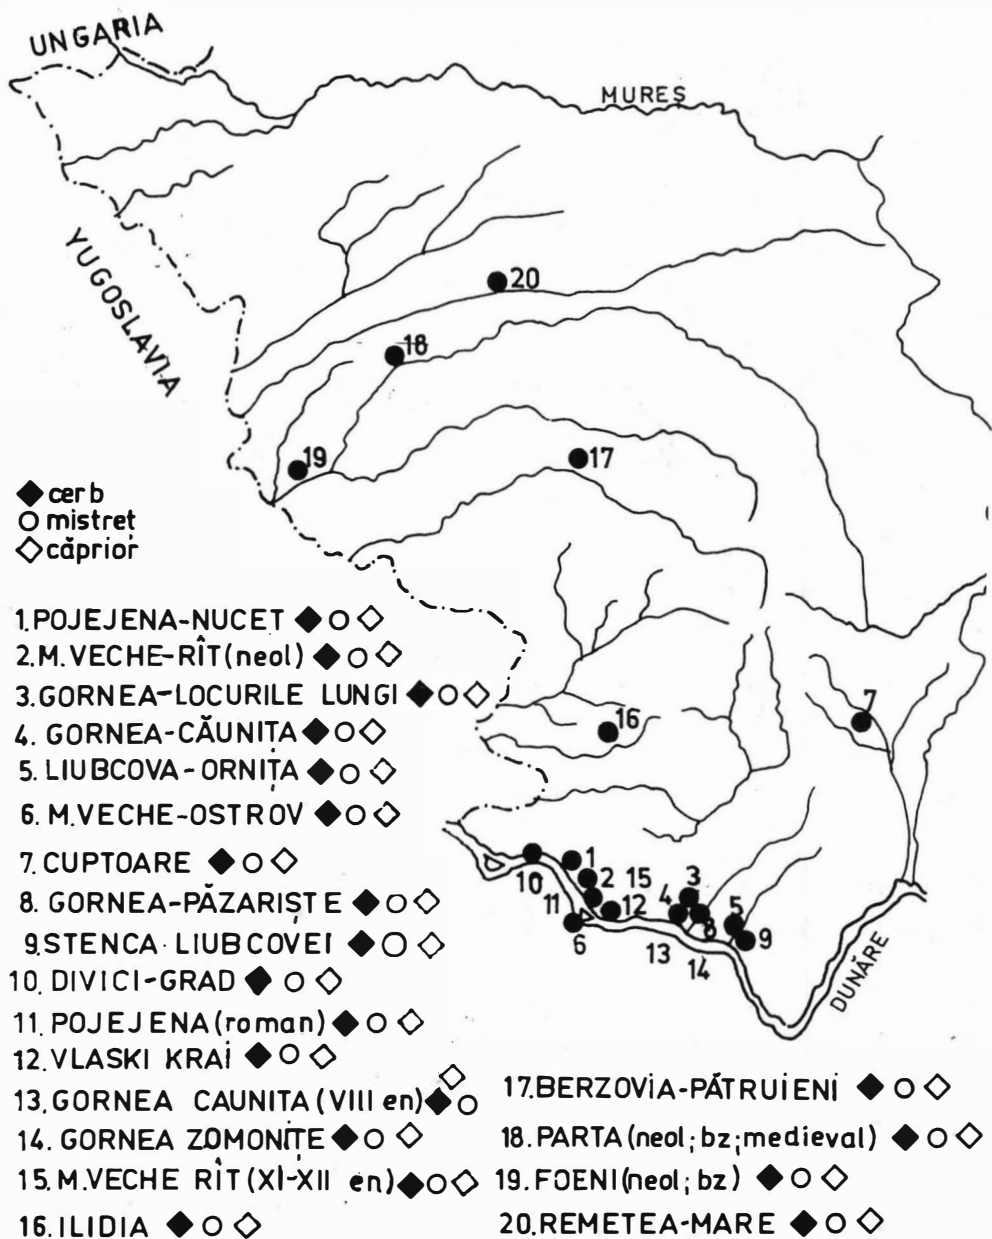 UNGARIA
MUREȘ
YUGOSLAVIA
20
18
19
17
◆ cerb
○ mistreț
◇ căprior
7
16
1
2
15
3
10
11
12
4
8
5
9
6
13
14
DUNĂRE
1.POJEJENA-NUCET ◆ ○ ◇
2.M.VECHE-RÎT(neol) ◆ ○ ◇
3.GORNEA-LOCURILE LUNGI ◆ ○ ◇
4. GORNEA-CĂUNIȚA ◆ ○ ◇
5. LIUBCOVA-ORNIȚA ◆ ○ ◇
6. M.VECHE-OSTROV ◆ ○ ◇
7. CUPTOARE ◆ ○ ◇
8. GORNEA-PĂZARIȘTE ◆ ○ ◇
9.STENCA LIUBCOVEI ◆ ○ ◇
10. DIVICI-GRAD ◆ ○ ◇
11. POJEJENA(roman) ◆ ○ ◇
12.VLASKI KRAI ◆ ○ ◇
13.GORNEA CAUNIȚA(VIII en) ◆ ○ ◇
14. GORNEA ZOMONIȚE ◆ ○ ◇
15.M.VECHE RÎT(XI-XII en) ◆ ○ ◇
16.ILIDIA ◆ ○ ◇
17.BERZOVIA-PĂTRUIENI ◆ ○ ◇
18.PARTA(neol;bz;medieval) ◆ ○ ◇
19.FOENI(neol;bz) ◆ ○ ◇
20.REMETEA-MARE ◆ ○ ◇